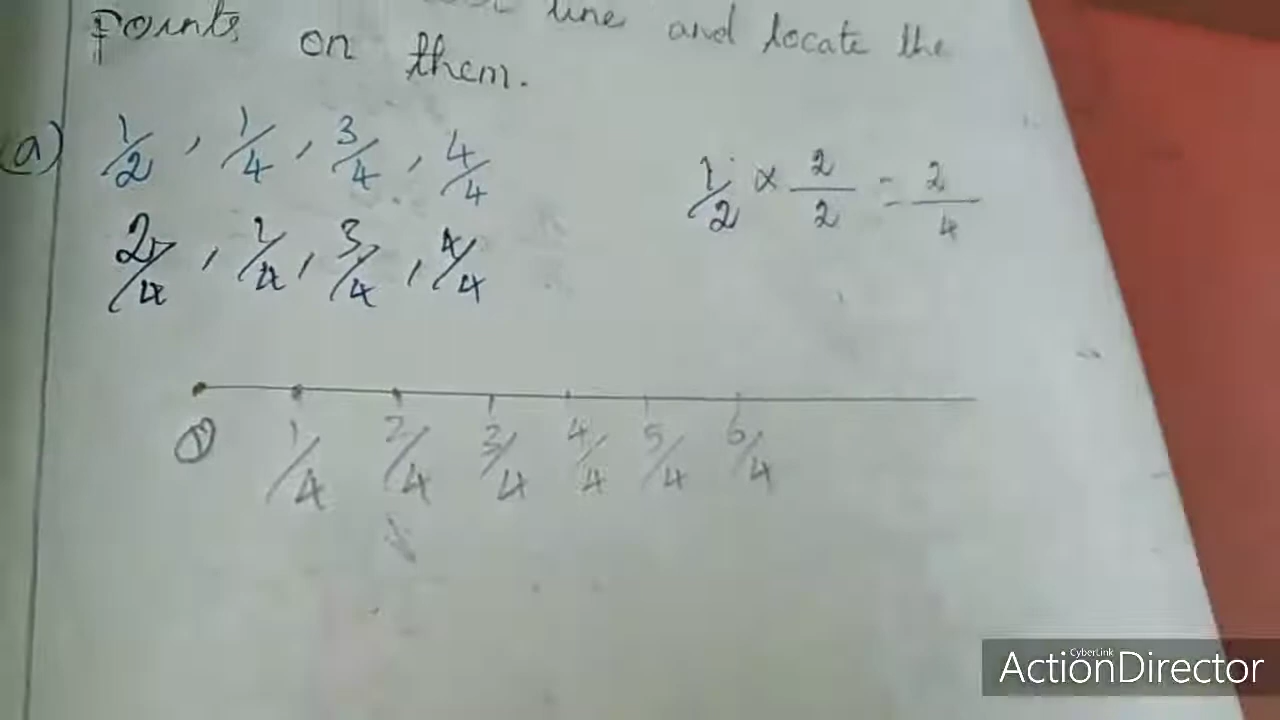 line and locate the
Points on them.
(a) 1/2, 1/4, 3/4, 4/4
1/2 × 2/2 = 2/4
2/4, 1/4, 3/4, 4/4
0 1/4 2/4 3/4 4/4 5/4 6/4
CyberLink
ActionDirector